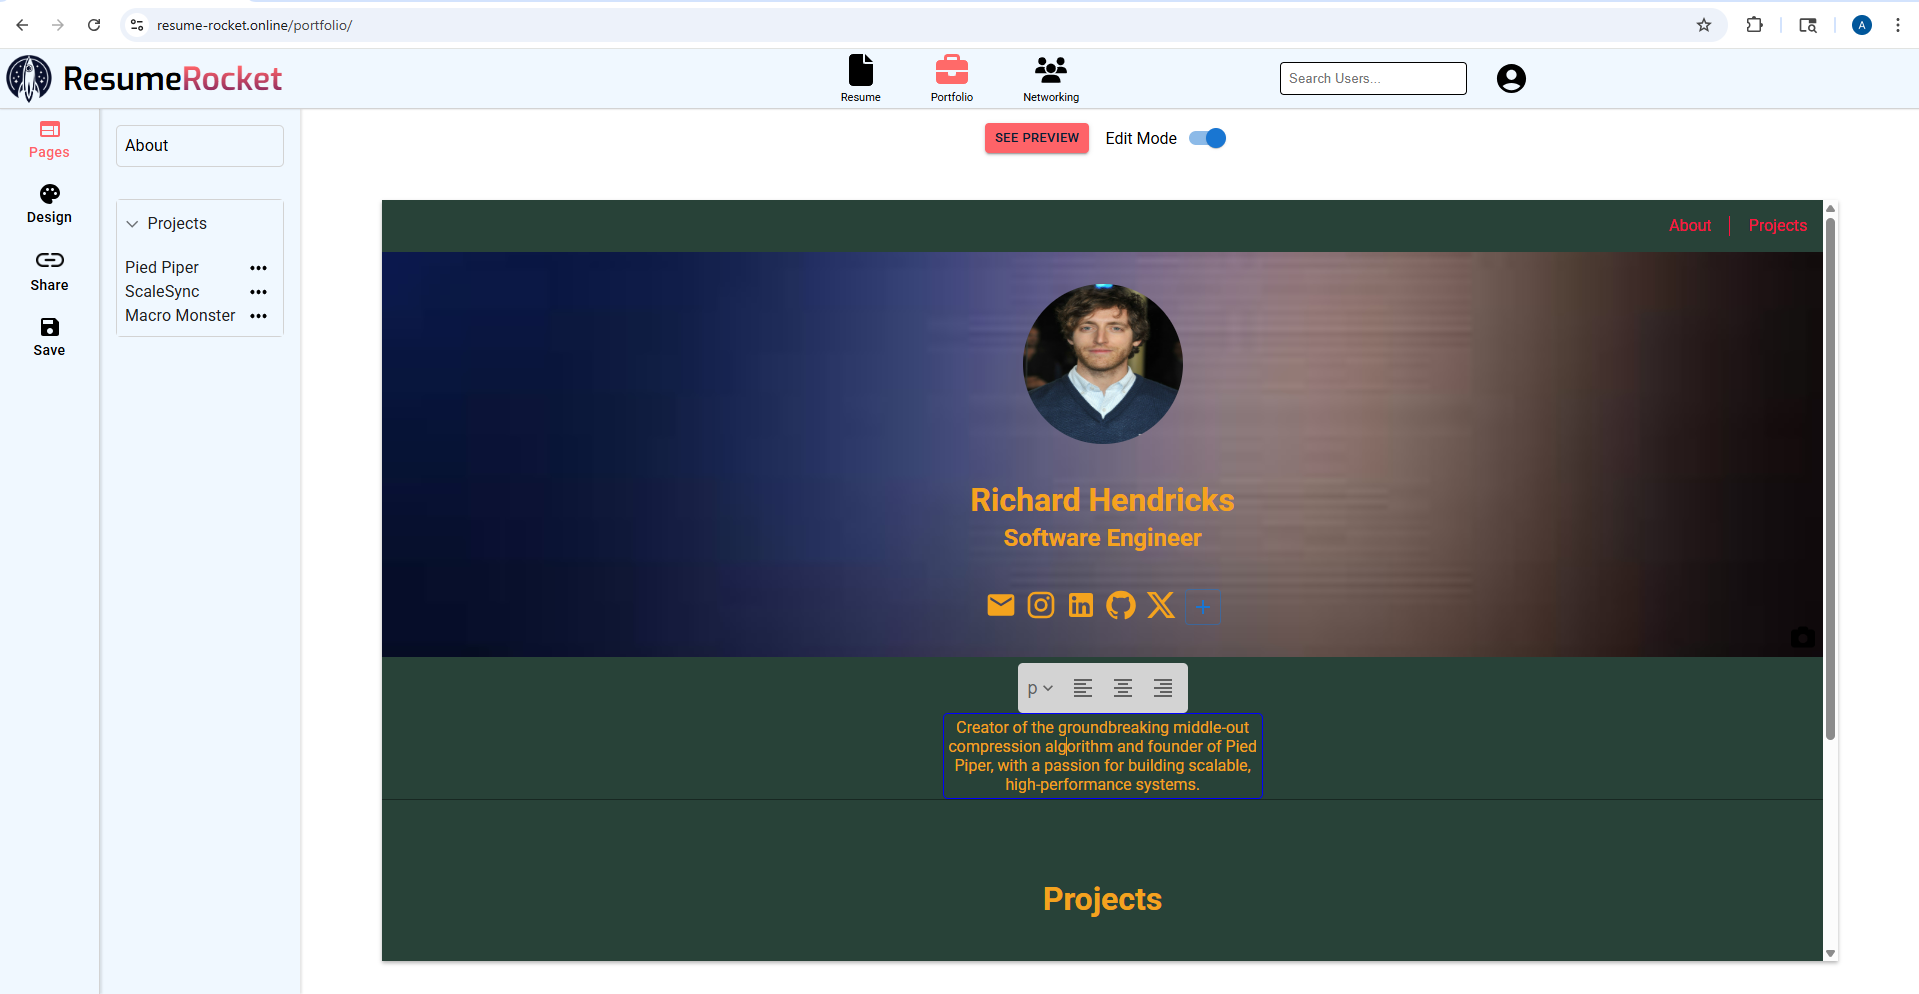 resume-rocket.online/portfolio/
A
ResumeRocket
Resume
Portfolio
Networking
Search Users...
Pages
Design
Share
Save
About
Projects
Pied Piper
ScaleSync
Macro Monster
SEE PREVIEW
Edit Mode
About
Projects
Richard Hendricks
Software Engineer
p
Creator of the groundbreaking middle-out
compression algorithm and founder of Pied
Piper, with a passion for building scalable,
high-performance systems.
Projects